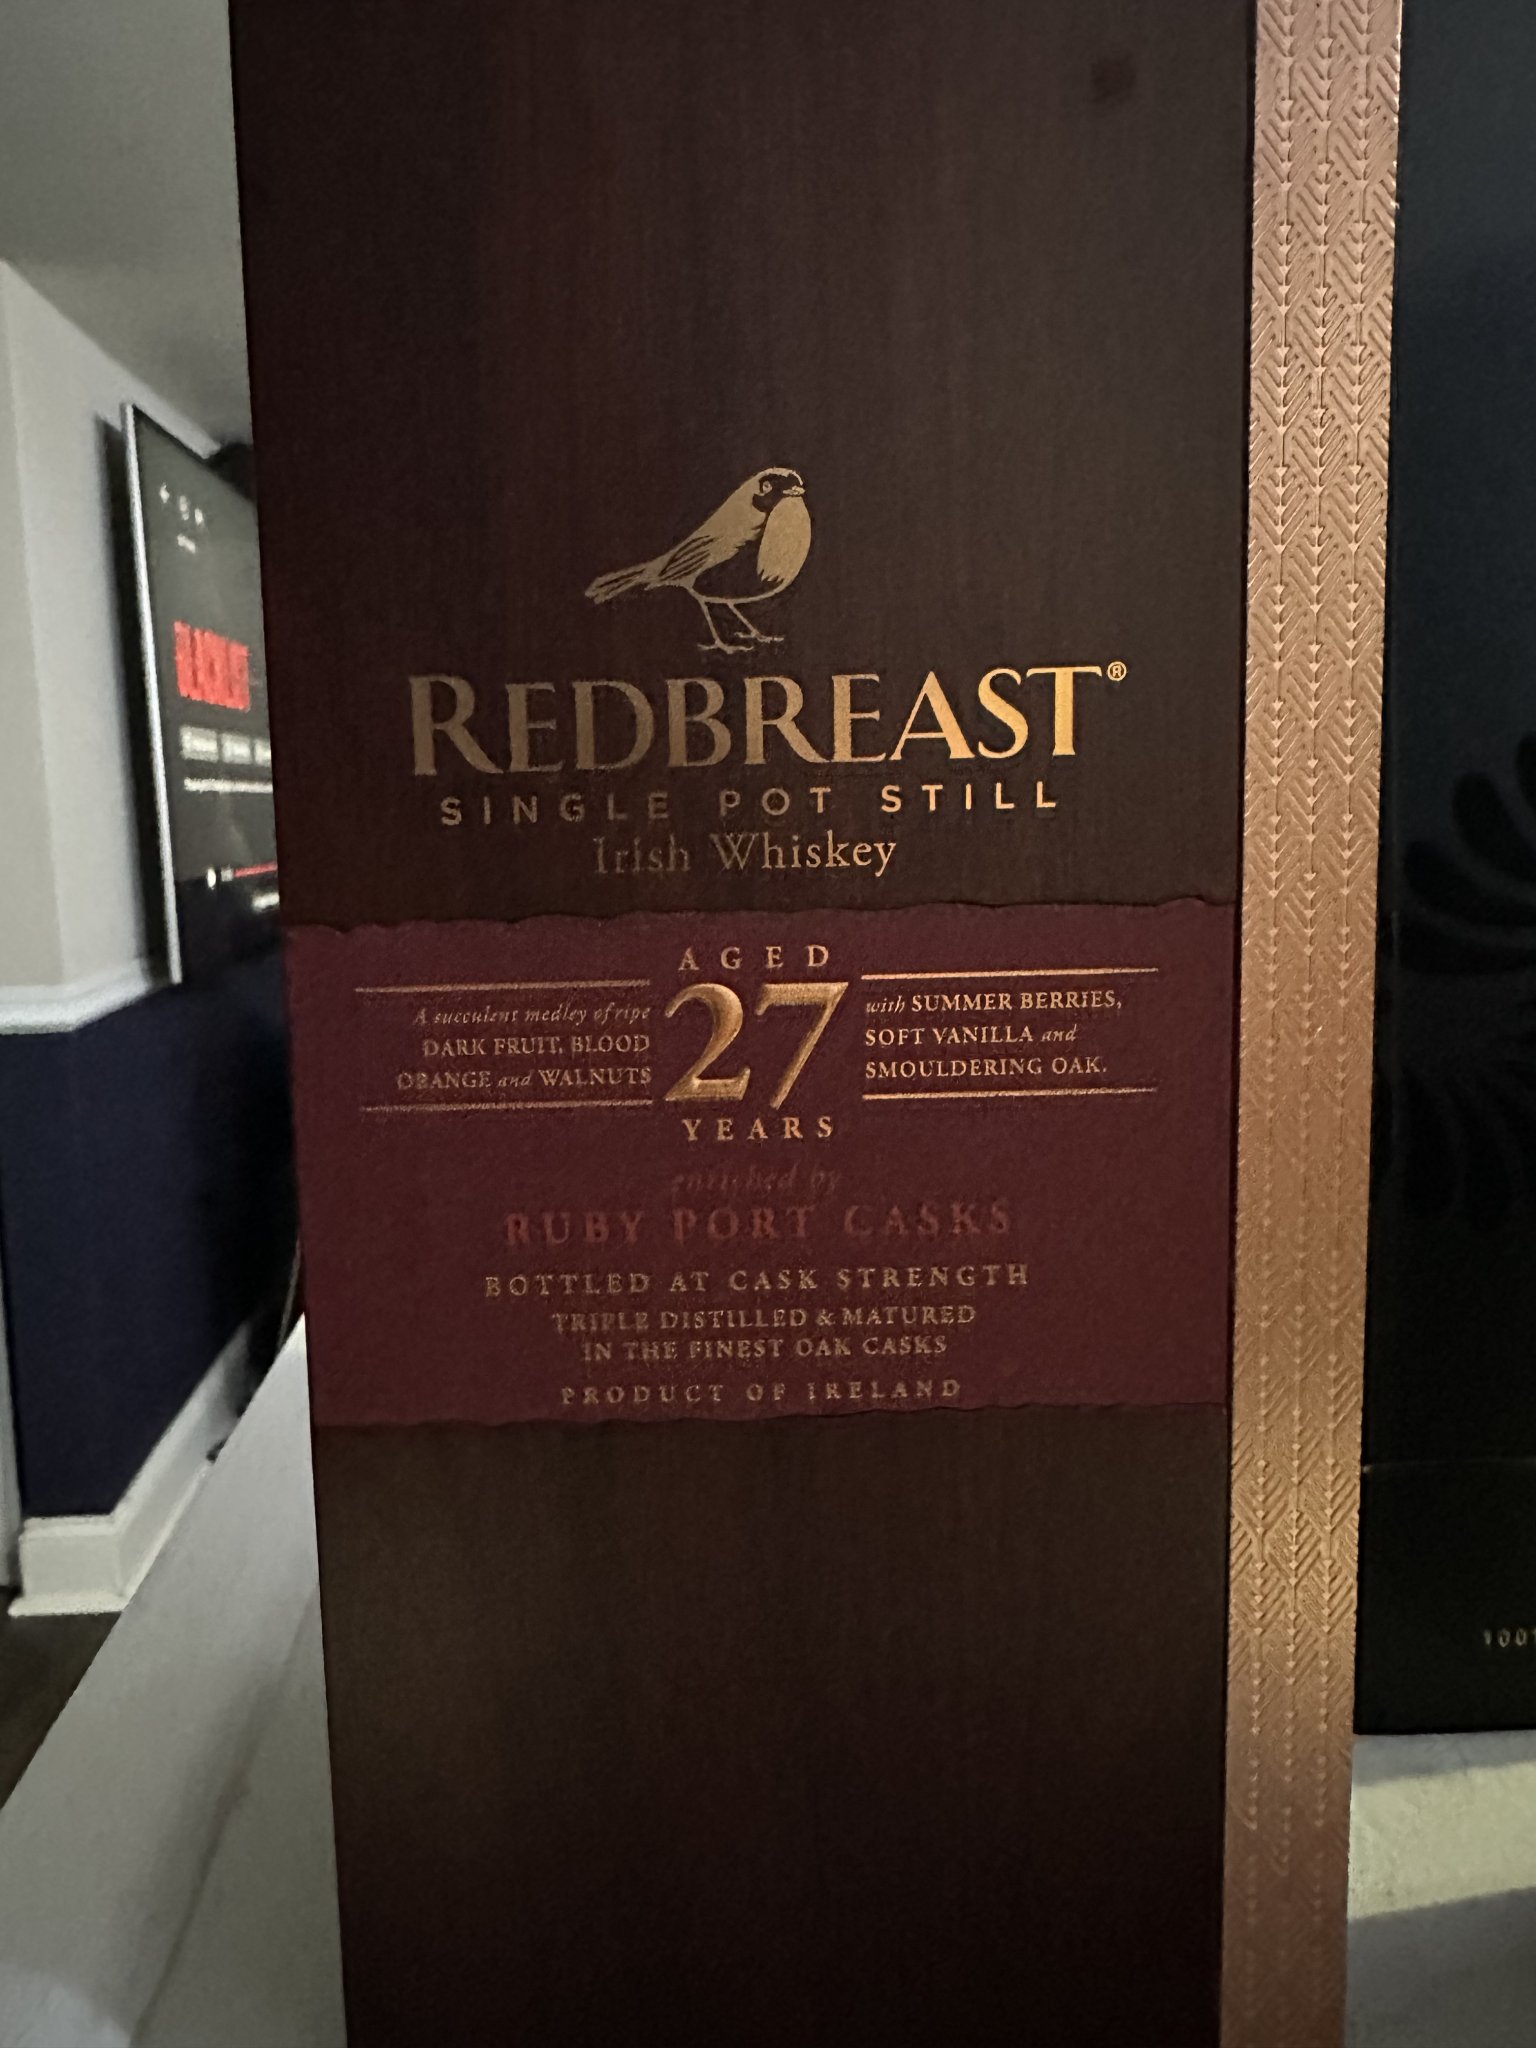 REDBREAST®
SINGLE POT STILL
Irish Whiskey
AGED
27
YEARS
A succulent medley of ripe
DARK FRUIT, BLOOD
ORANGE and WALNUTS
with SUMMER BERRIES,
SOFT VANILLA and
SMOULDERING OAK.
enriched by
RUBY PORT CASKS
BOTTLED AT CASK STRENGTH
TRIPLE DISTILLED & MATURED
IN THE FINEST OAK CASKS
PRODUCT OF IRELAND